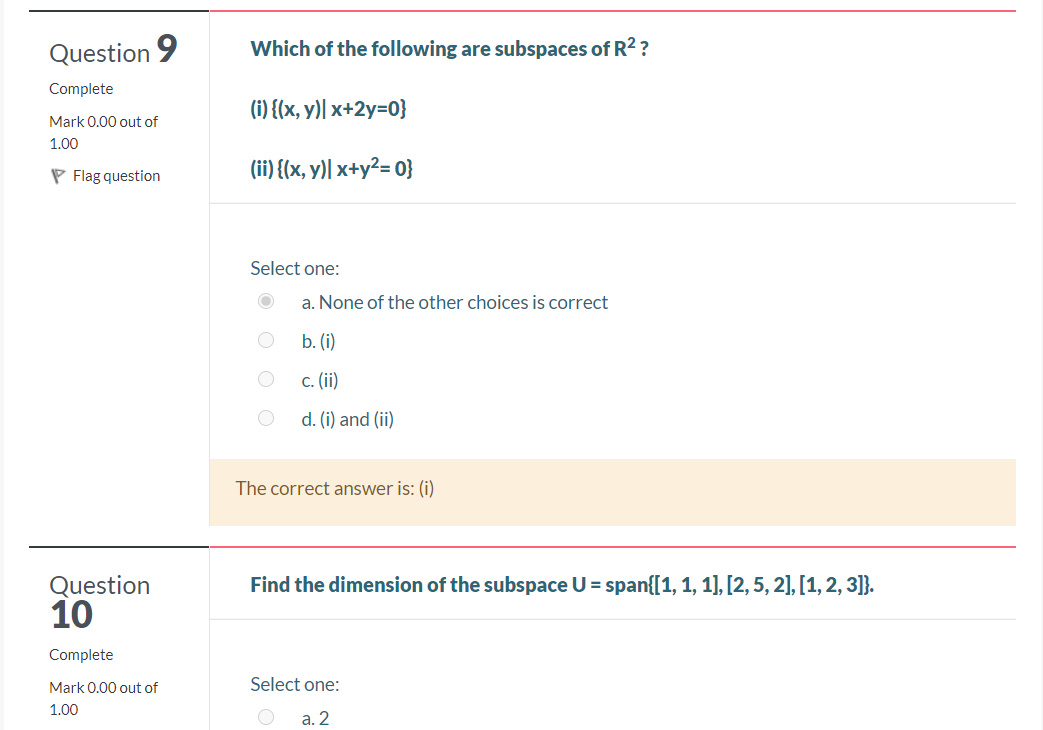 Question 9
Complete
Mark 0.00 out of
1.00
Flag question
Which of the following are subspaces of R² ?
(i) {(x, y)| x+2y=0}
(ii) {(x, y)| x+y²= 0}
Select one:
a. None of the other choices is correct
b. (i)
c. (ii)
d. (i) and (ii)
The correct answer is: (i)
Question
10
Complete
Mark 0.00 out of
1.00
Find the dimension of the subspace U = span{[1, 1, 1], [2, 5, 2], [1, 2, 3]}.
Select one:
a. 2